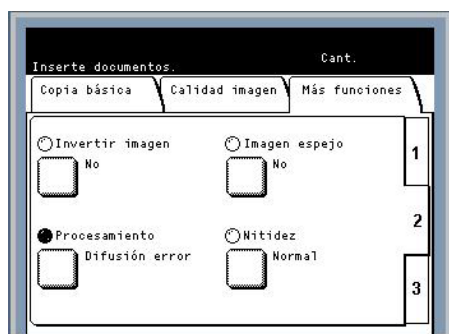 Cant.
Inserte documentos.
Copia básica Calidad imagen Más funciones
Invertir imagen Imagen espejo
No No
1
2
Procesamiento Nitidez
Difusión error Normal
3